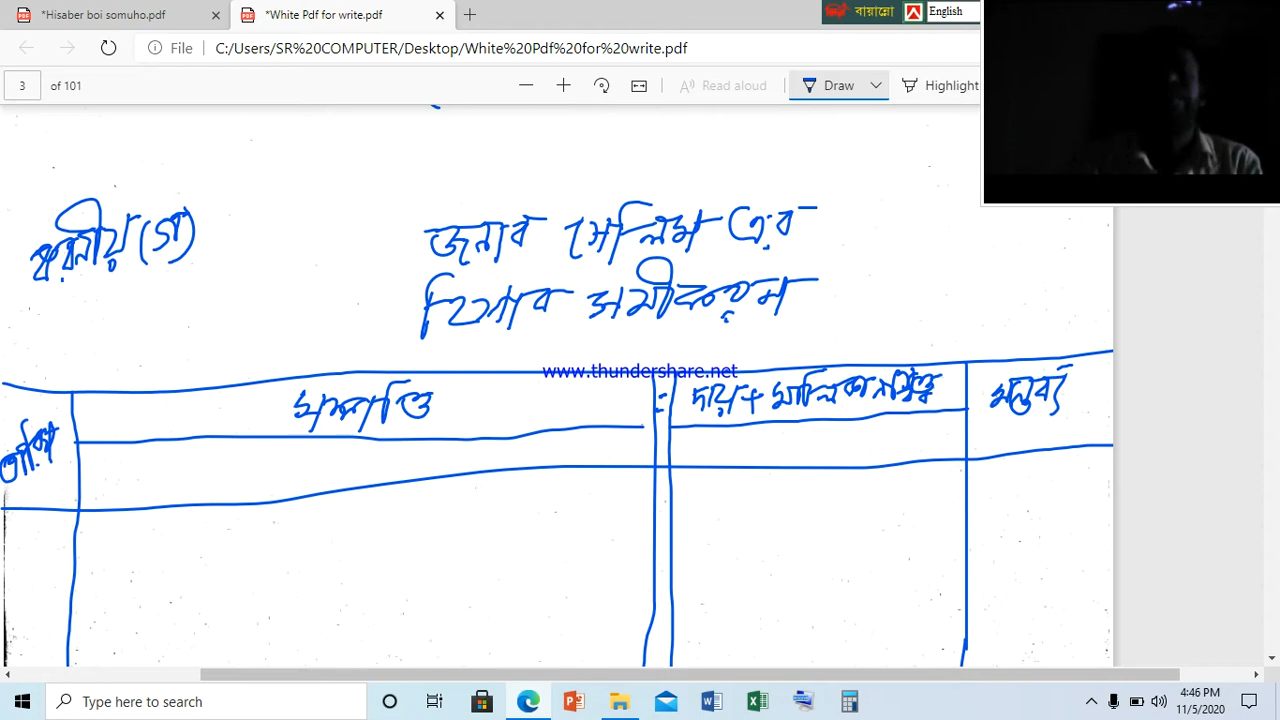 *Hisaber boi somadd.pdf
*White Pdf for write.pdf
বায়ান্নো
English
File
C:/Users/SR%20COMPUTER/Desktop/White%20Pdf%20for%20write.pdf
3 of 101
Read aloud
Draw
Highlight
করনীয় (গ)
জনাব সেলিম এর
হিসাব সমীকরণ
www.thundershare.net
তারিখ
সম্পত্তি
=
দায় + মালিকানাস্বত্ব
মন্তব্য
Type here to search
4:46 PM
11/5/2020